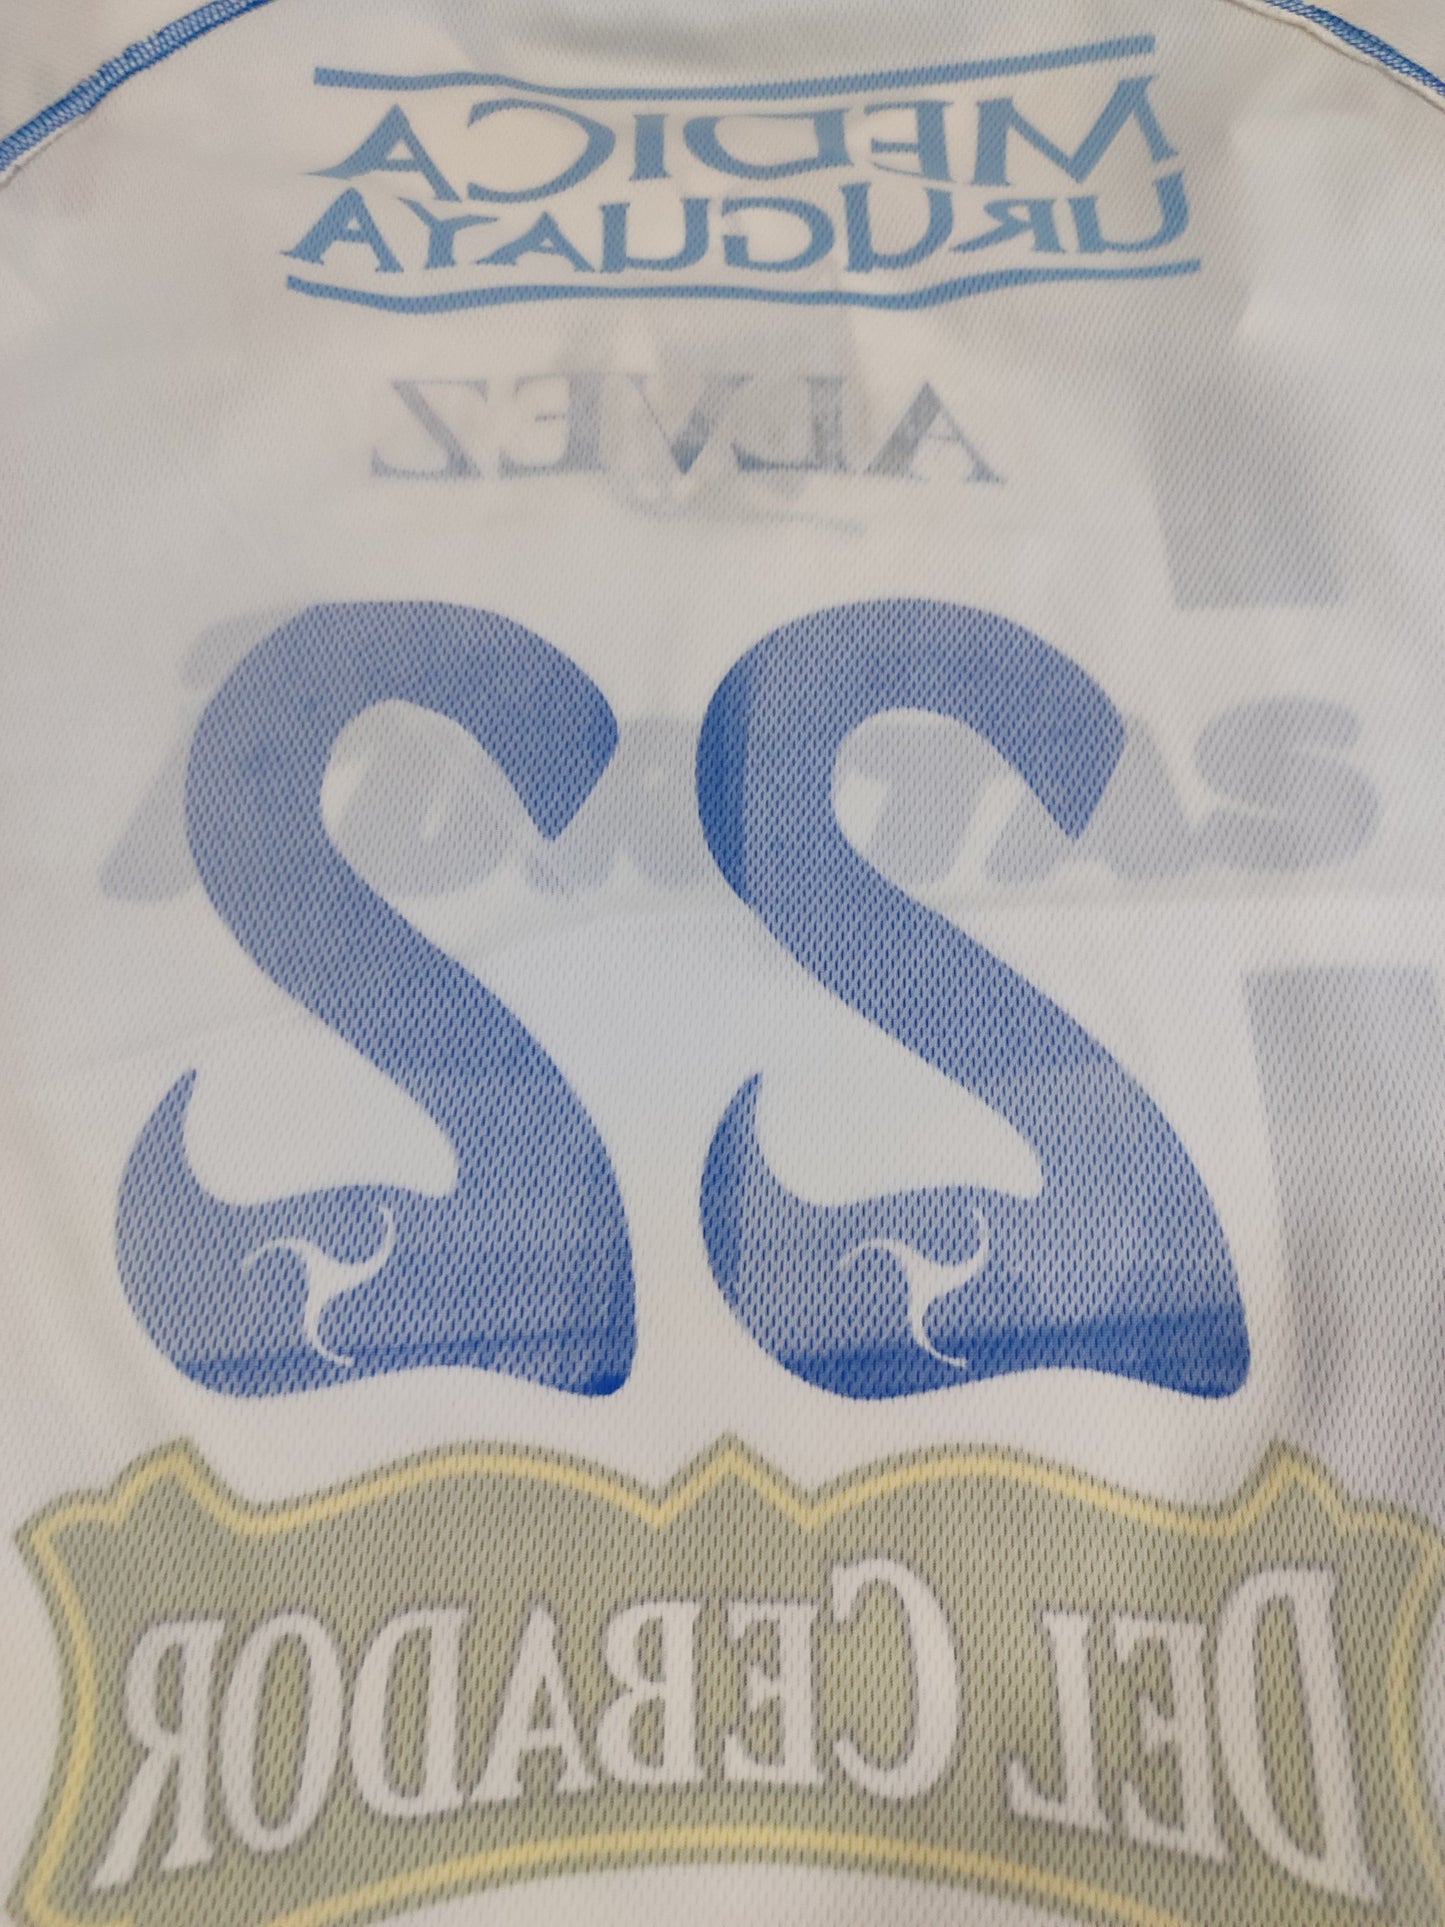 MEDICA
URUGUAYA
ALVEZ
22
DEL CEBADOR